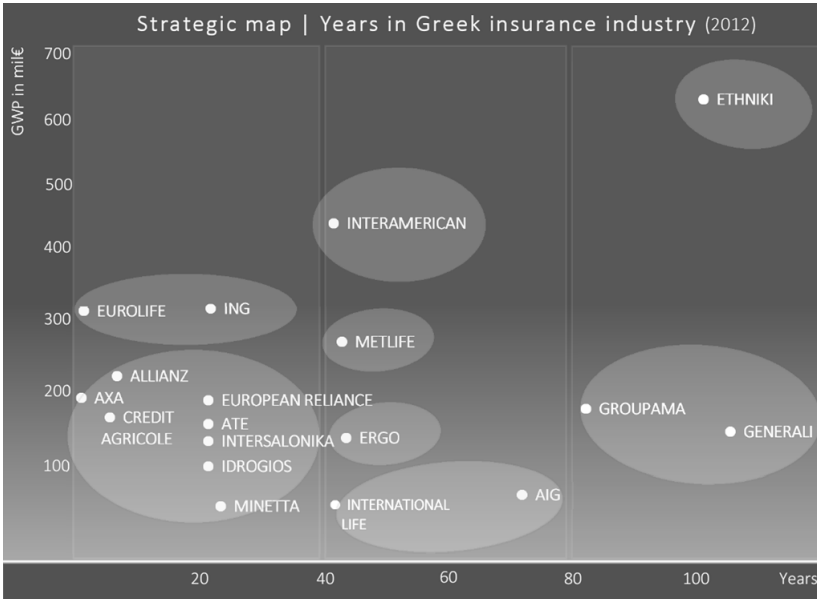 Strategic map | Years in Greek insurance industry (2012)
GWP in mil€
700
600
500
400
300
200
100
ETHNIKI
INTERAMERICAN
EUROLIFE
ING
METLIFE
ALLIANZ
AXA
EUROPEAN RELIANCE
CREDIT
AGRICOLE
ATE
INTERSALONIKA
IDROGIOS
MINETTA
ERGO
INTERNATIONAL
LIFE
AIG
GROUPAMA
GENERALI
20 40 60 80 100 Years